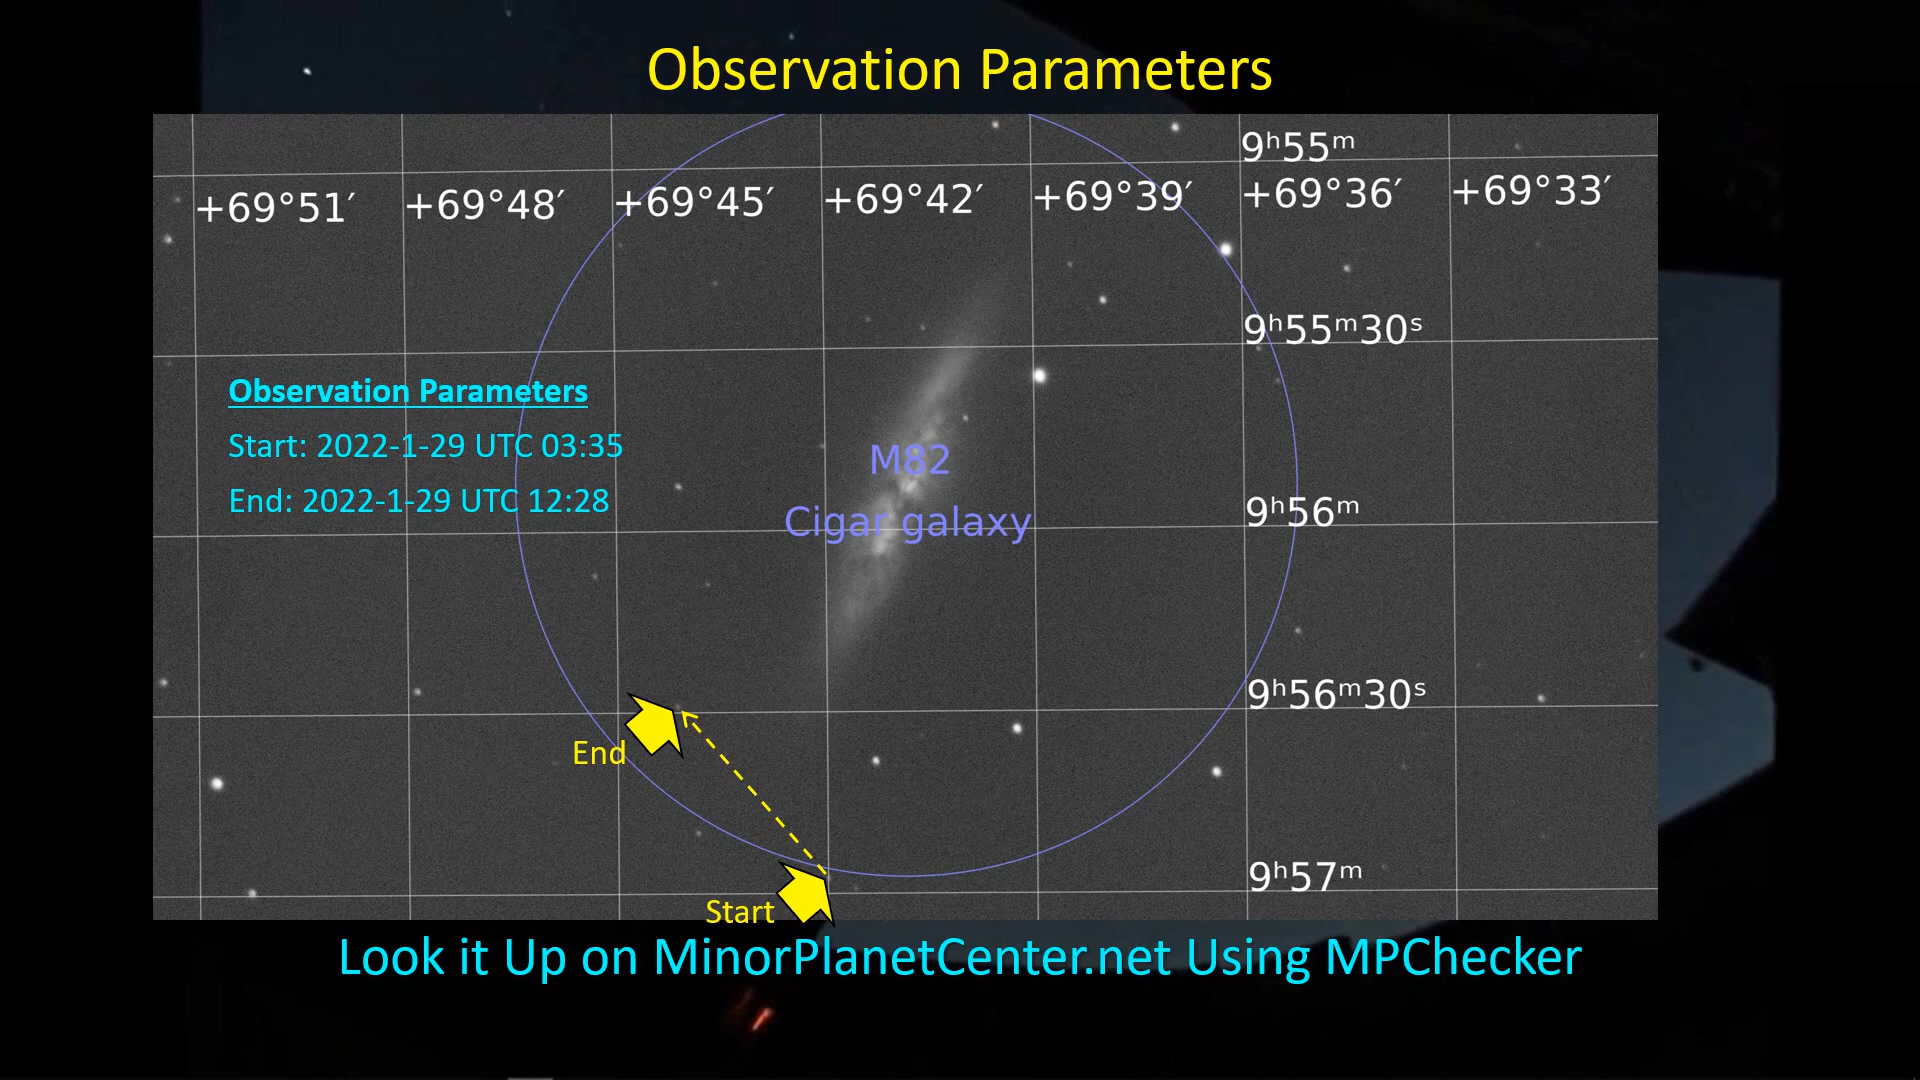 Observation Parameters
9ʰ55ᵐ
+69°51′ +69°48′ +69°45′ +69°42′ +69°39′ +69°36′ +69°33′
9ʰ55ᵐ30ˢ
Observation Parameters
Start: 2022-1-29 UTC 03:35
End: 2022-1-29 UTC 12:28
M82
Cigar galaxy
9ʰ56ᵐ
9ʰ56ᵐ30ˢ
End
9ʰ57ᵐ
Start
Look it Up on MinorPlanetCenter.net Using MPChecker